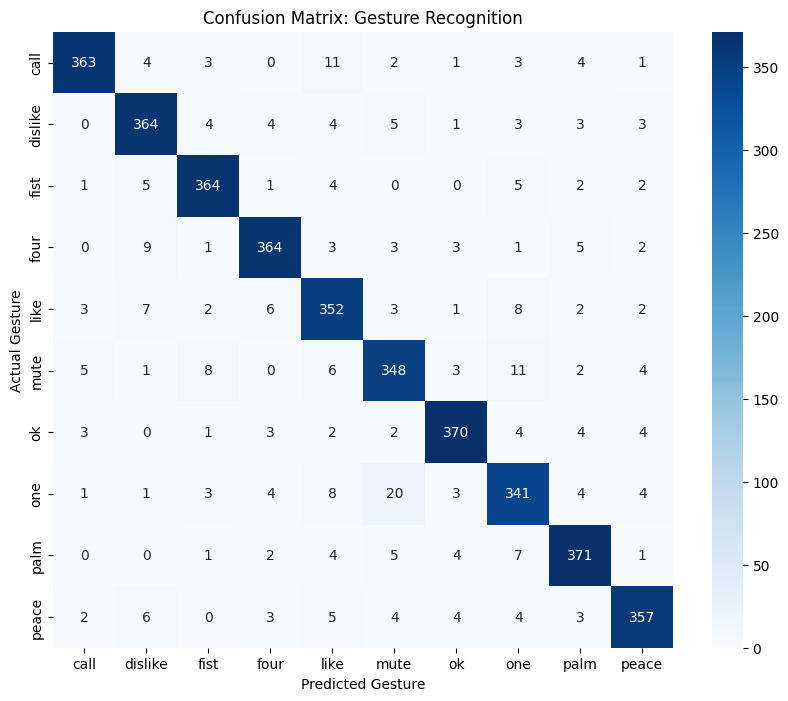 Confusion Matrix: Gesture Recognition
Actual Gesture
call 363 4 3 0 11 2 1 3 4 1
dislike 0 364 4 4 4 5 1 3 3 3
fist 1 5 364 1 4 0 0 5 2 2
four 0 9 1 364 3 3 3 1 5 2
like 3 7 2 6 352 3 1 8 2 2
mute 5 1 8 0 6 348 3 11 2 4
ok 3 0 1 3 2 2 370 4 4 4
one 1 1 3 4 8 20 3 341 4 4
palm 0 0 1 2 4 5 4 7 371 1
peace 2 6 0 3 5 4 4 4 3 357
call dislike fist four like mute ok one palm peace
Predicted Gesture
350
300
250
200
150
100
50
0